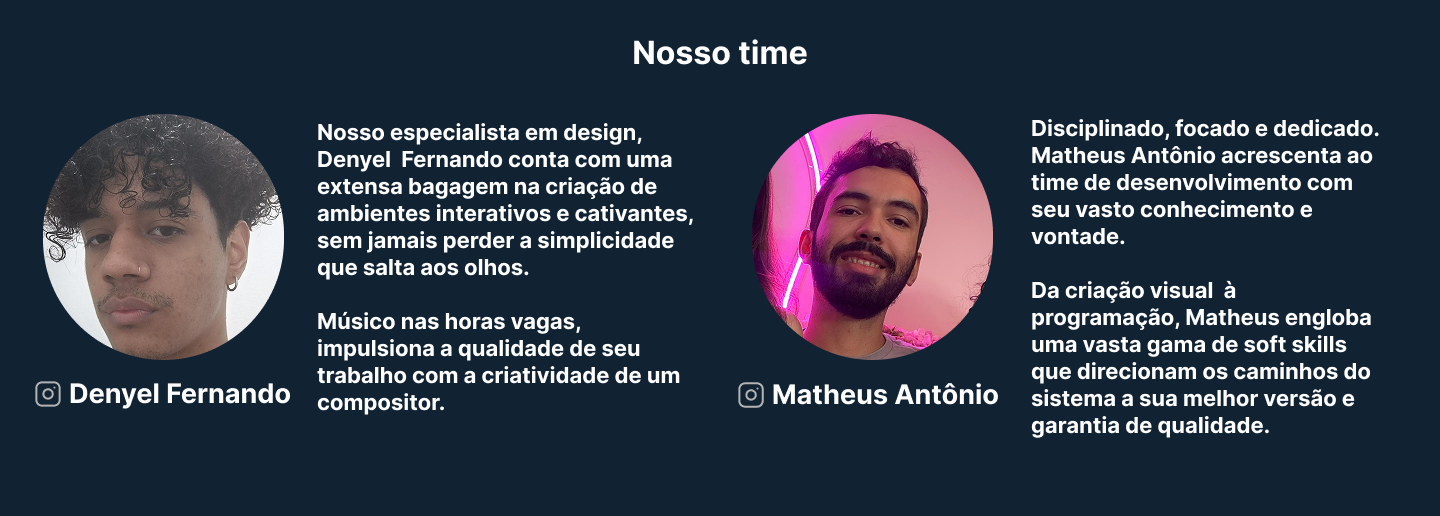 Nosso time
Nosso especialista em design,
Denyel  Fernando conta com uma
extensa bagagem na criação de
ambientes interativos e cativantes,
sem jamais perder a simplicidade
que salta aos olhos.
Músico nas horas vagas,
impulsiona a qualidade de seu
trabalho com a criatividade de um
compositor.
Denyel Fernando
Disciplinado, focado e dedicado.
Matheus Antônio acrescenta ao
time de desenvolvimento com
seu vasto conhecimento e
vontade.
Da criação visual  à
programação, Matheus engloba
uma vasta gama de soft skills
que direcionam os caminhos do
sistema a sua melhor versão e
garantia de qualidade.
Matheus Antônio